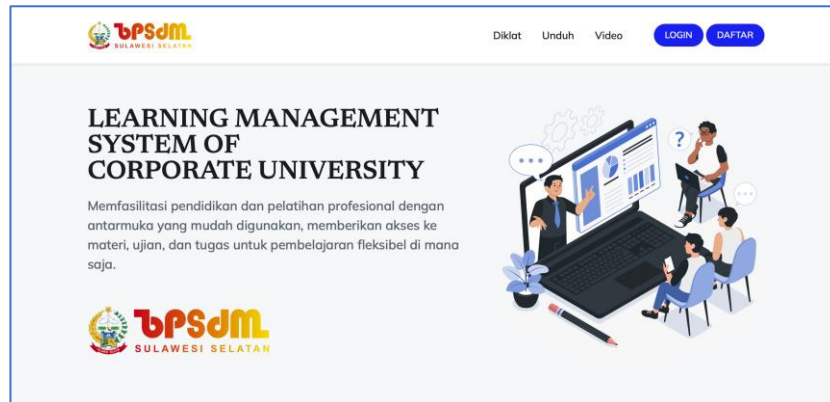 bpsdm
SULAWESI SELATAN
Diklat Unduh Video LOGIN DAFTAR
LEARNING MANAGEMENT
SYSTEM OF
CORPORATE UNIVERSITY
Memfasilitasi pendidikan dan pelatihan profesional dengan
antarmuka yang mudah digunakan, memberikan akses ke
materi, ujian, dan tugas untuk pembelajaran fleksibel di mana
saja.
?
bpsdm
SULAWESI SELATAN